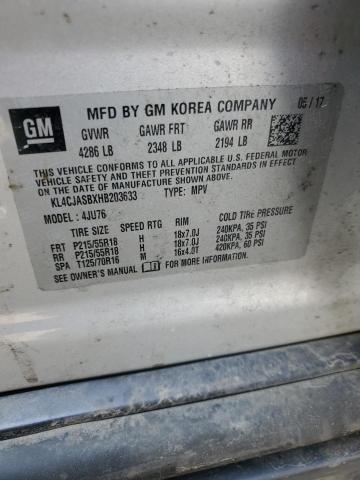 GM
MFD BY GM KOREA COMPANY 05/17
GVWR GAWR FRT GAWR RR
4286 LB 2348 LB 2194 LB
THIS VEHICLE CONFORMS TO ALL APPLICABLE U.S. FEDERAL MOTOR
VEHICLE SAFETY, BUMPER, AND THEFT PREVENTION STANDARDS
IN EFFECT ON THE DATE OF MANUFACTURE SHOWN ABOVE.
KL4CJASBXHB203633 TYPE: MPV
MODEL: 4JU76
TIRE SIZE SPEED RTG RIM COLD TIRE PRESSURE
FRT P215/55R18 H 18x7.0J 240KPA, 35 PSI
RR P215/55R18 H 18x7.0J 240KPA, 35 PSI
SPA T125/70R16 M 16x4.0T 420KPA, 60 PSI
SEE OWNER'S MANUAL FOR MORE INFORMATION.